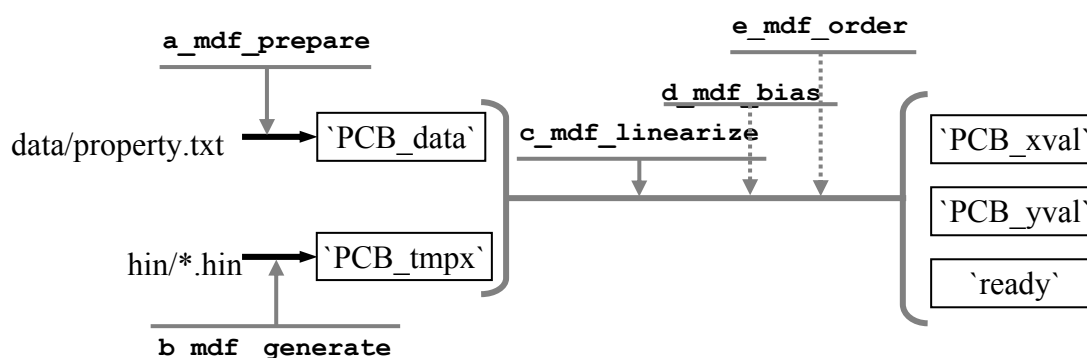 e_mdf_order
a_mdf_prepare
d_mdf_bias
data/property.txt
`PCB_data`
c_mdf_linearize
`PCB_xval`
`PCB_yval`
hin/*.hin
`PCB_tmpx`
`ready`
b_mdf_generate